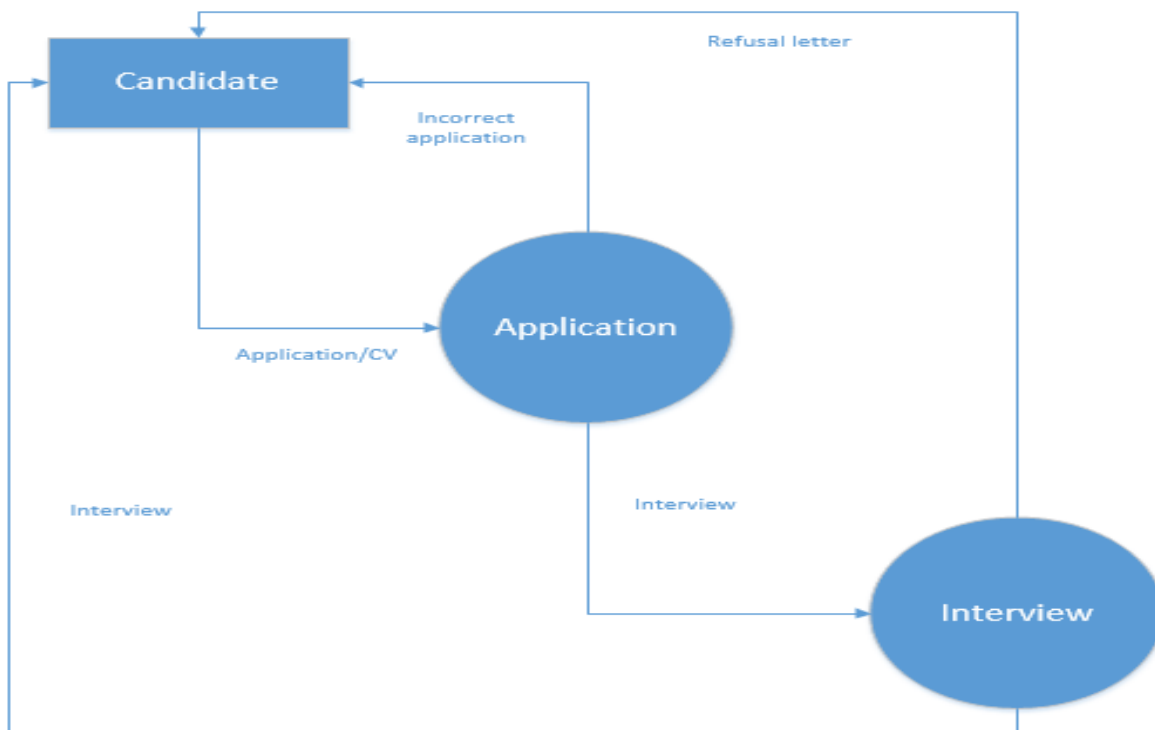 Refusal letter
Candidate
Incorrect
application
Application
Application/CV
Interview
Interview
Interview